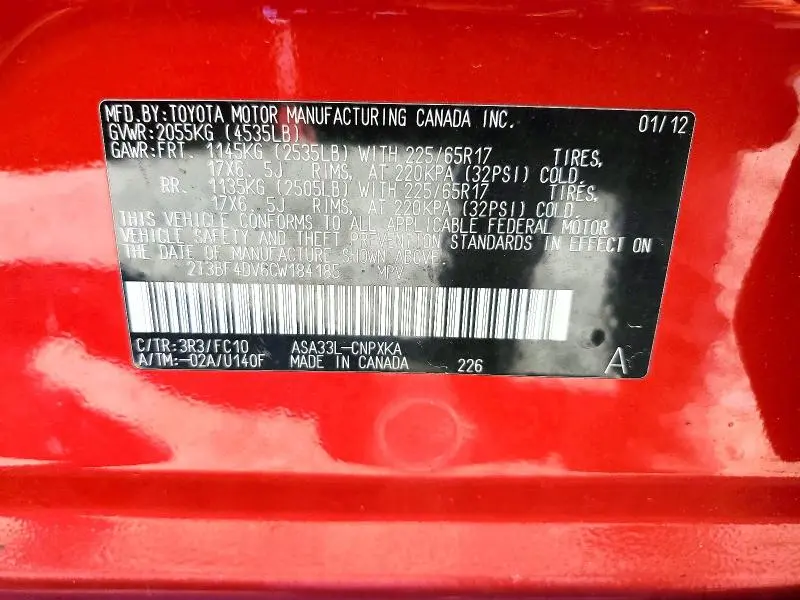 MFD.BY:TOYOTA MOTOR MANUFACTURING CANADA INC. 01/12
GVWR:2055KG (4535LB)
GAWR:FRT. 1145KG (2535LB) WITH 225/65R17 TIRES,
17X6.5J RIMS, AT 220KPA (32PSI) COLD.
RR. 1135KG (2505LB) WITH 225/65R17 TIRES,
17X6.5J RIMS, AT 220KPA (32PSI) COLD.
THIS VEHICLE CONFORMS TO ALL APPLICABLE FEDERAL MOTOR
VEHICLE SAFETY AND THEFT PREVENTION STANDARDS IN EFFECT ON
THE DATE OF MANUFACTURE SHOWN ABOVE.
2T3BF4DV6CW184185 MPV
C/TR:3R3/FC10 ASA33L-CNPXKA
A/TM:-02A/U140F MADE IN CANADA 226 A